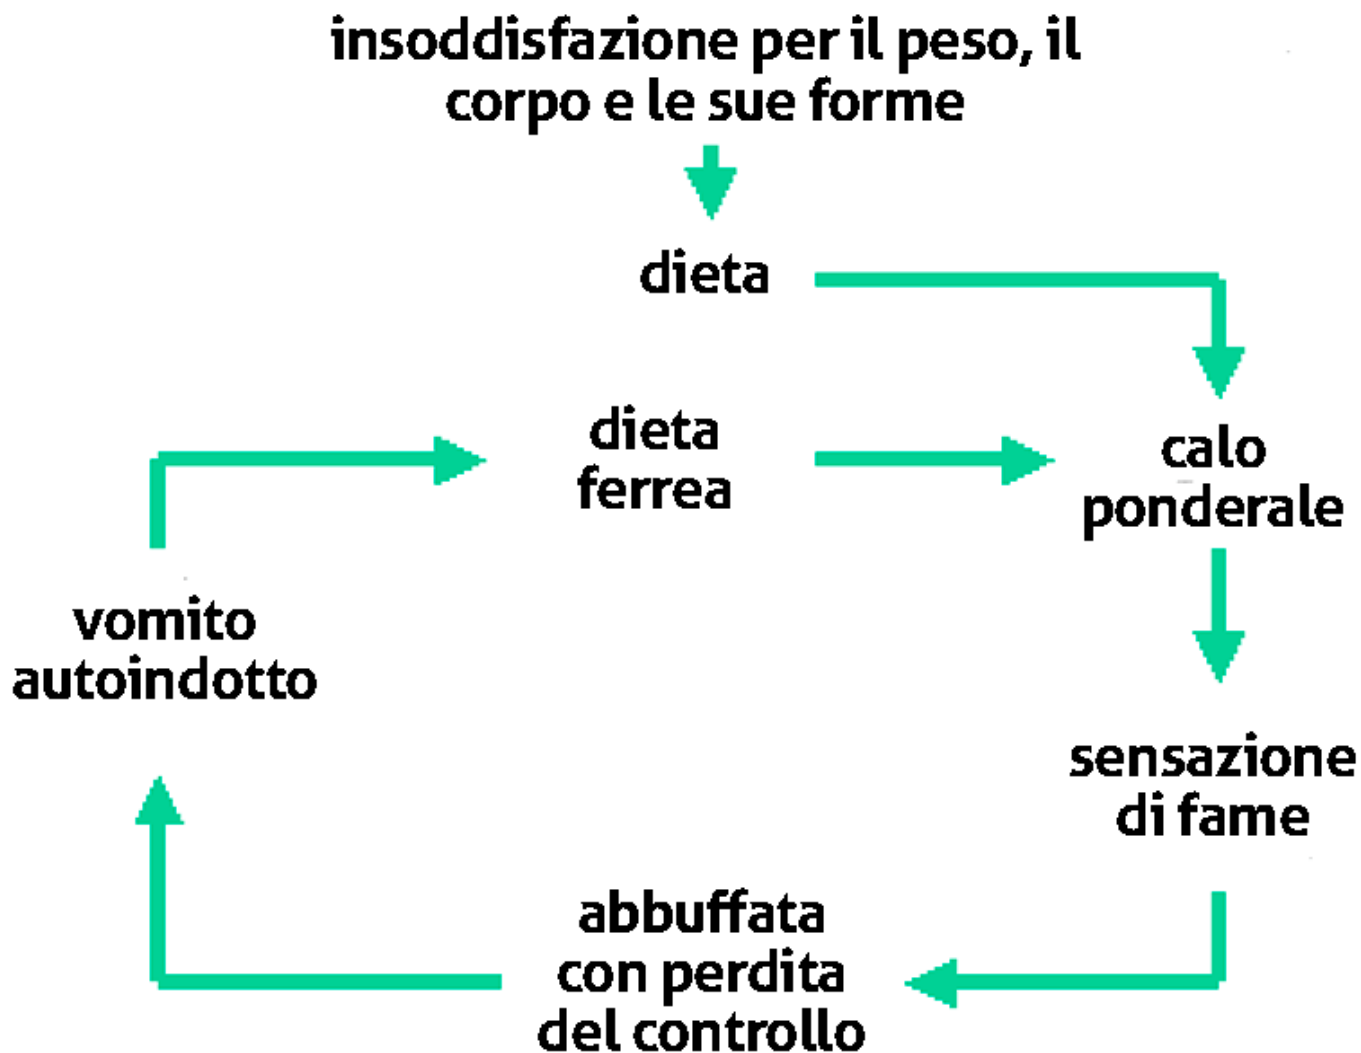 insoddisfazione per il peso, il
corpo e le sue forme
dieta
dieta
ferrea
calo
ponderale
vomito
autoindotto
sensazione
di fame
abbuffata
con perdita
del controllo